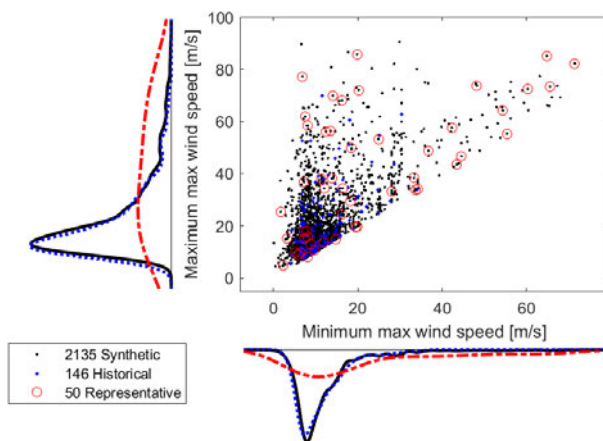 100
80
60
40
20
0
Maximum max wind speed [m/s]
0 10 20 30 40 50 60 70
Minimum max wind speed [m/s]
2135 Synthetic
146 Historical
50 Representative